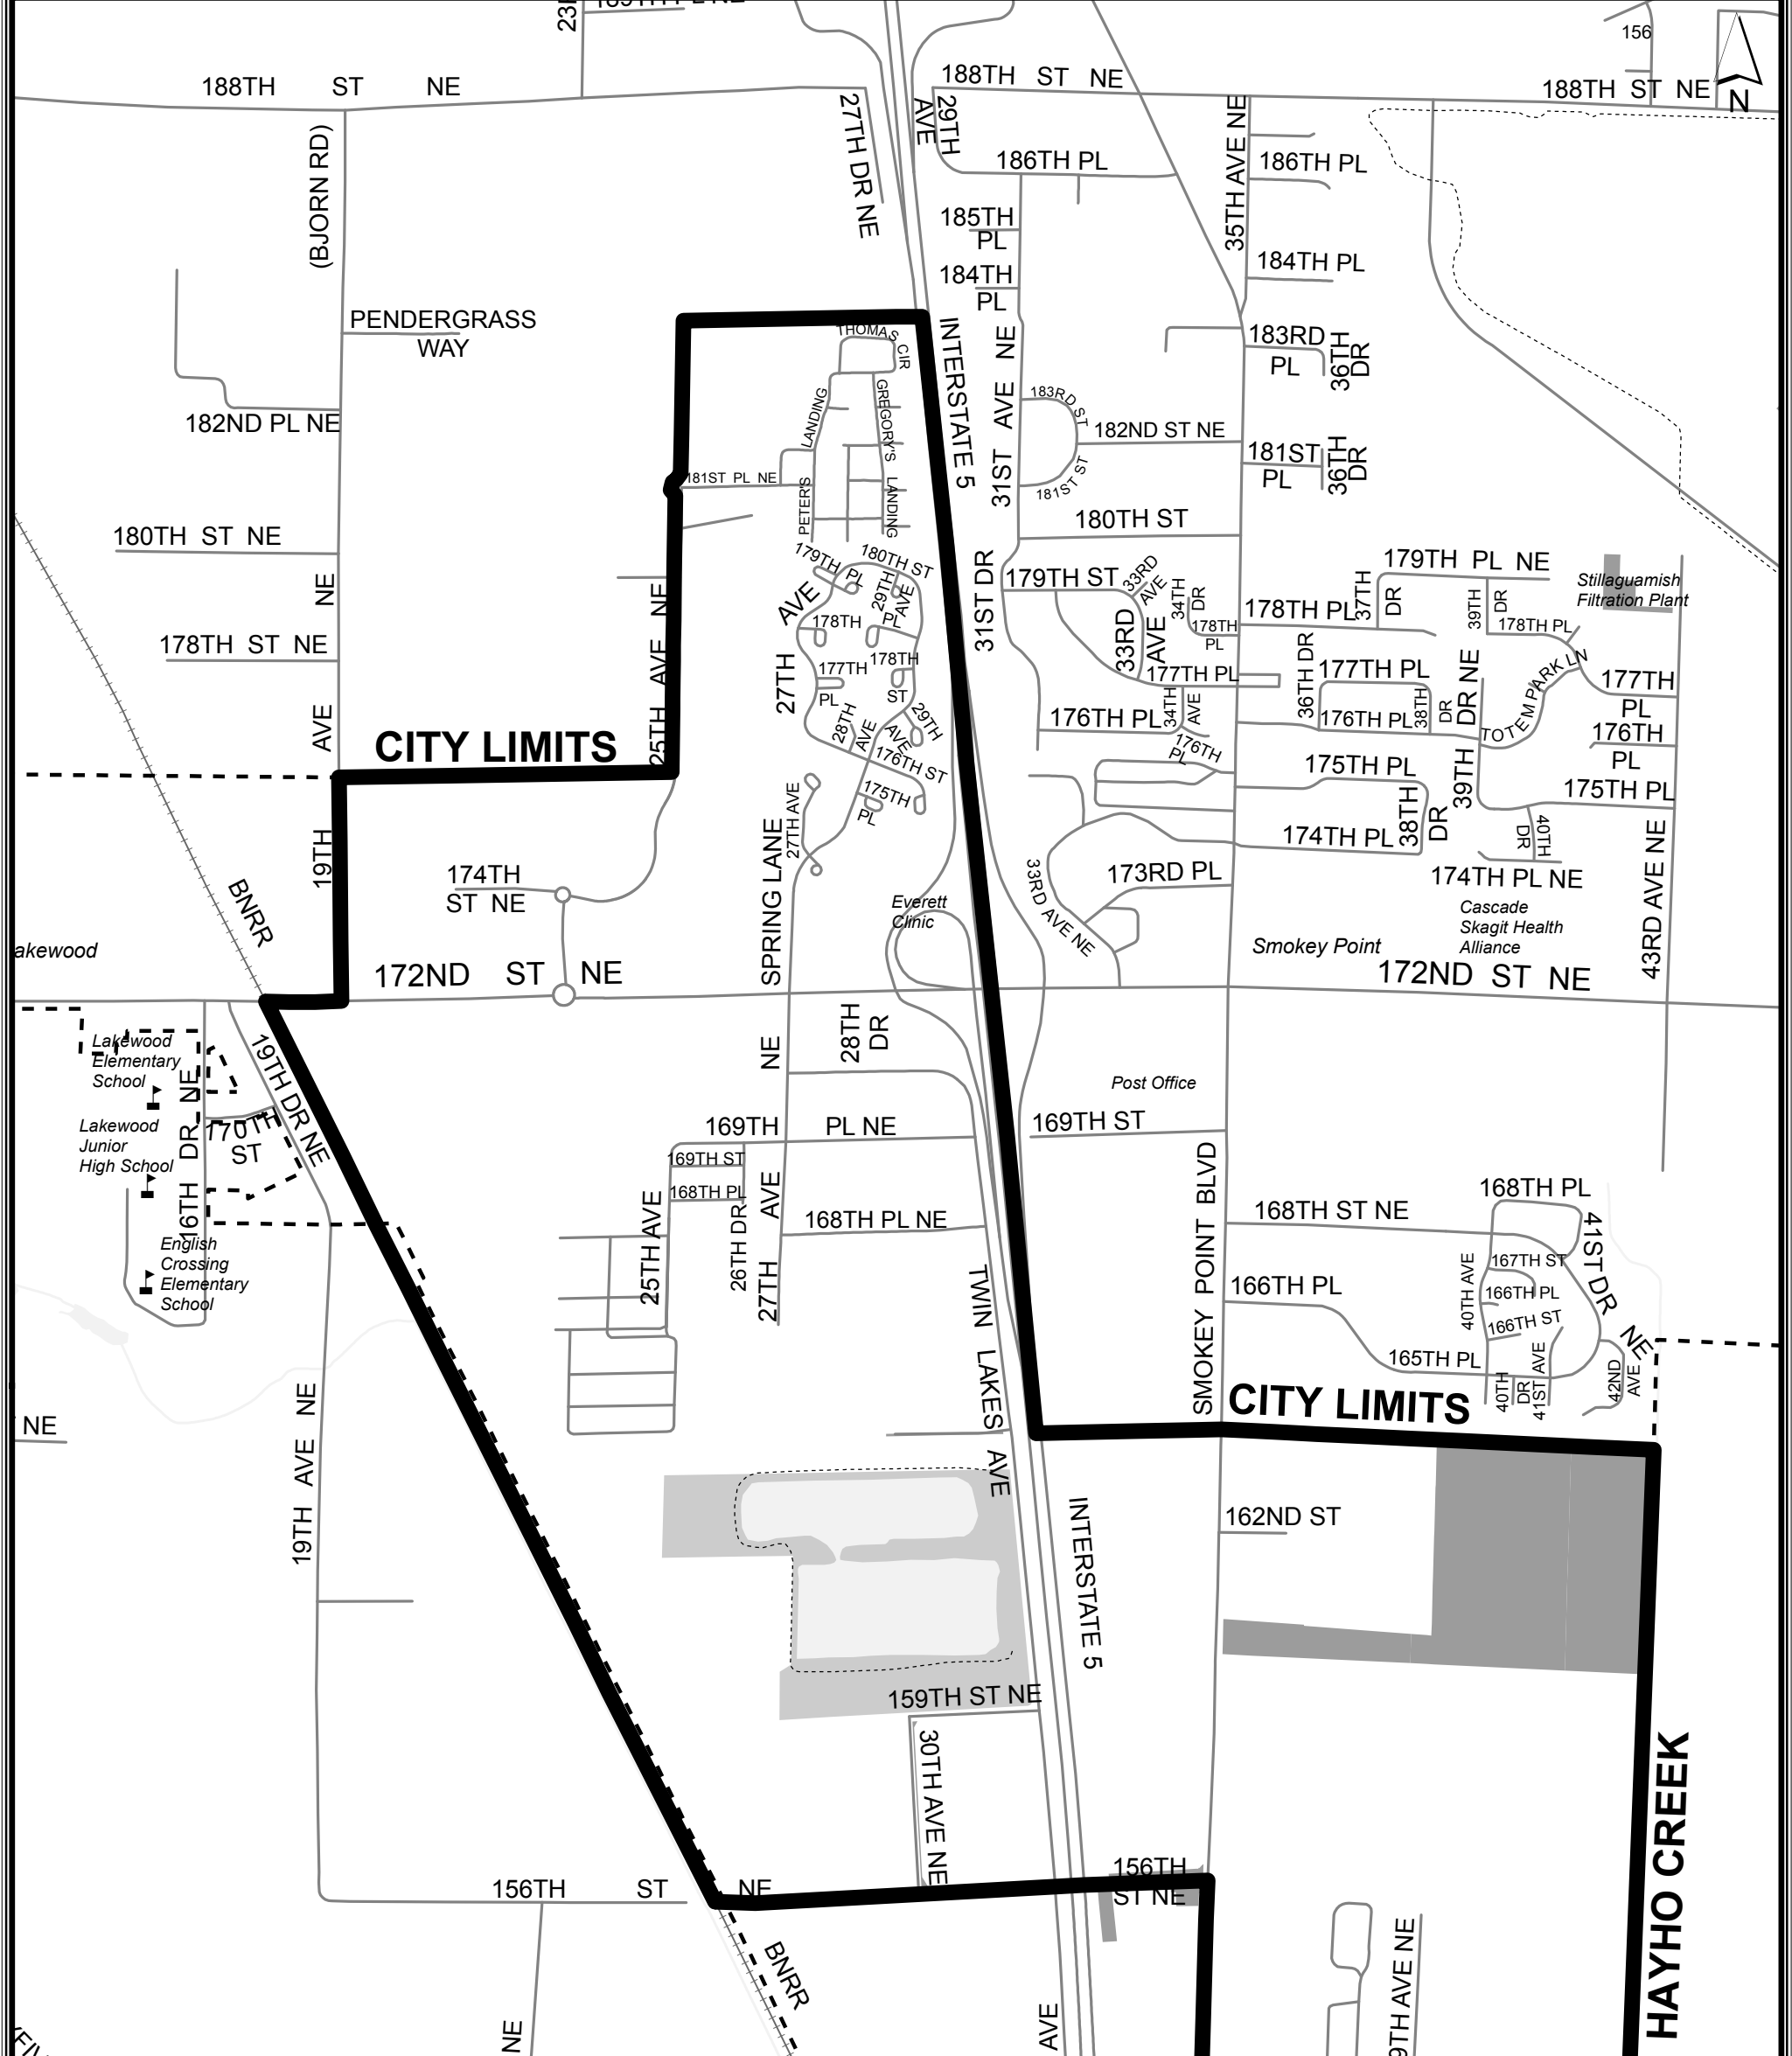 188TH ST NE
23
156
N
188TH ST NE
188TH ST NE
(BJORN RD)
27TH DR NE
29TH
AVE
186TH PL
35TH AVE NE
186TH PL
185TH
PL
184TH
PL
184TH PL
PENDERGRASS
WAY
THOMAS CIR
INTERSTATE 5
31ST AVE NE
183RD
PL
36TH
DR
182ND PL NE
LANDING
GREGORY'S
LANDING
183RD ST
182ND ST NE
181ST ST
181ST
PL
36TH
DR
181ST PL NE
PETER'S
180TH ST NE
180TH ST
179TH PL
180TH ST
31ST DR
179TH ST
33RD
AVE
34TH
DR
179TH PL NE
Stillaguamish
Filtration Plant
NE
25TH AVE NE
27TH AVE
29TH
AVE
178TH
PL
33RD
AVE
178TH
PL
178TH PL
37TH
DR
39TH
DR
178TH PL
178TH ST NE
177TH
PL
178TH
ST
177TH PL
36TH DR
177TH PL
38TH
DR
DR NE
TOTEM PARK LN
177TH
PL
AVE
28TH
AVE
29TH
AVE
176TH PL
34TH
AVE
176TH
PL
176TH PL
176TH
PL
CITY LIMITS
176TH ST
175TH
PL
175TH PL
39TH
175TH PL
19TH
27TH AVE
SPRING LANE
38TH
DR
174TH PL
40TH
DR
174TH PL NE
43RD AVE NE
BNRR
174TH
ST NE
173RD PL
33RD AVE NE
Everett
Clinic
Cascade
Skagit Health
Alliance
akewood
Smokey Point
172ND ST NE
172ND ST NE
Lakewood
Elementary
School
19TH DR NE
NE
28TH
DR
Post Office
Lakewood
Junior
High School
16TH DR NE
170TH
ST
169TH PL NE
169TH ST
169TH ST
168TH PL
25TH AVE
26TH DR
27TH AVE
168TH PL NE
SMOKEY POINT BLVD
168TH ST NE
168TH PL
41ST DR NE
English
Crossing
Elementary
School
167TH ST
40TH AVE
166TH PL
166TH ST
166TH PL
TWIN LAKES AVE
165TH PL
40TH
DR
41ST AVE
42ND
AVE
CITY LIMITS
NE
19TH AVE NE
162ND ST
INTERSTATE 5
159TH ST NE
30TH AVE NE
HAYHO CREEK
156TH ST NE
156TH
ST NE
BNRR
NE
AVE
9TH AVE NE